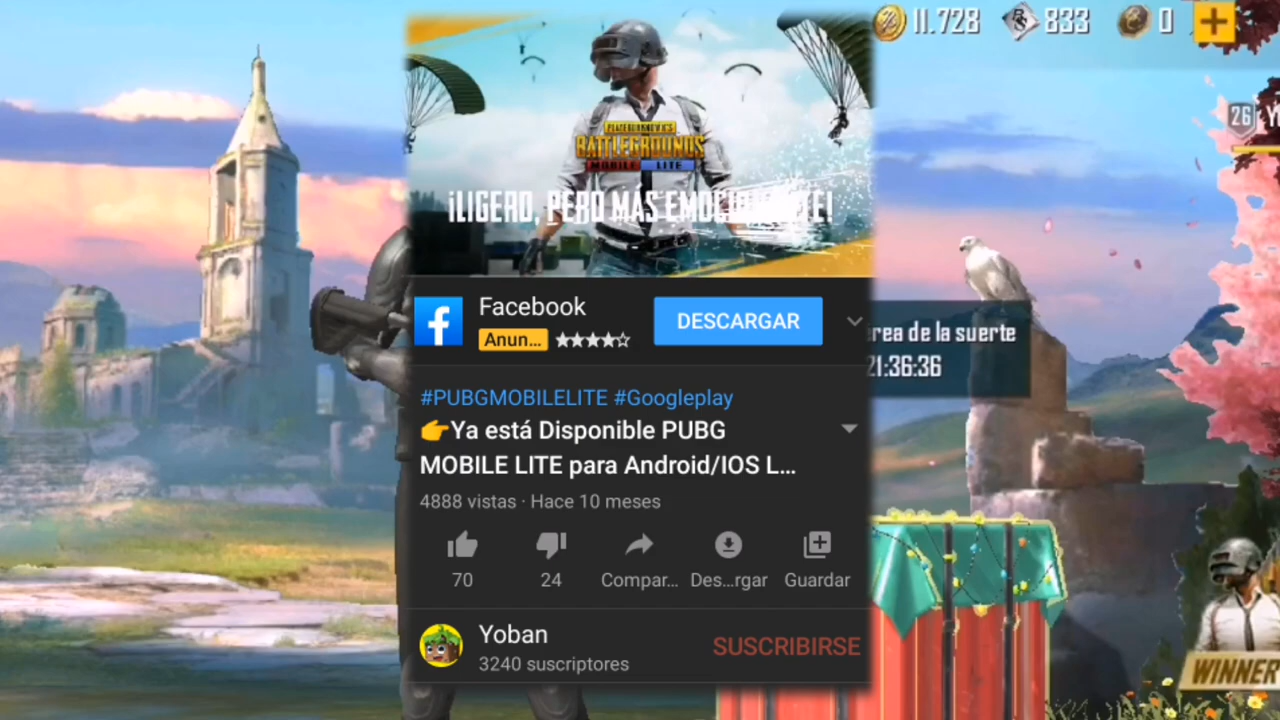 11.728
833
0
26
PLAYERUNKNOWN'S
BATTLEGROUNDS
MOBILE LITE
¡LIGERO, PERO MÁS
Facebook
Anun...
DESCARGAR
rea de la suerte
21:36:36
#PUBGMOBILELITE #Googleplay
👉Ya está Disponible PUBG
MOBILE LITE para Android/IOS L...
4888 vistas · Hace 10 meses
70
24
Compar...
Des...rgar
Guardar
Yoban
3240 suscriptores
SUSCRIBIRSE
WINNER